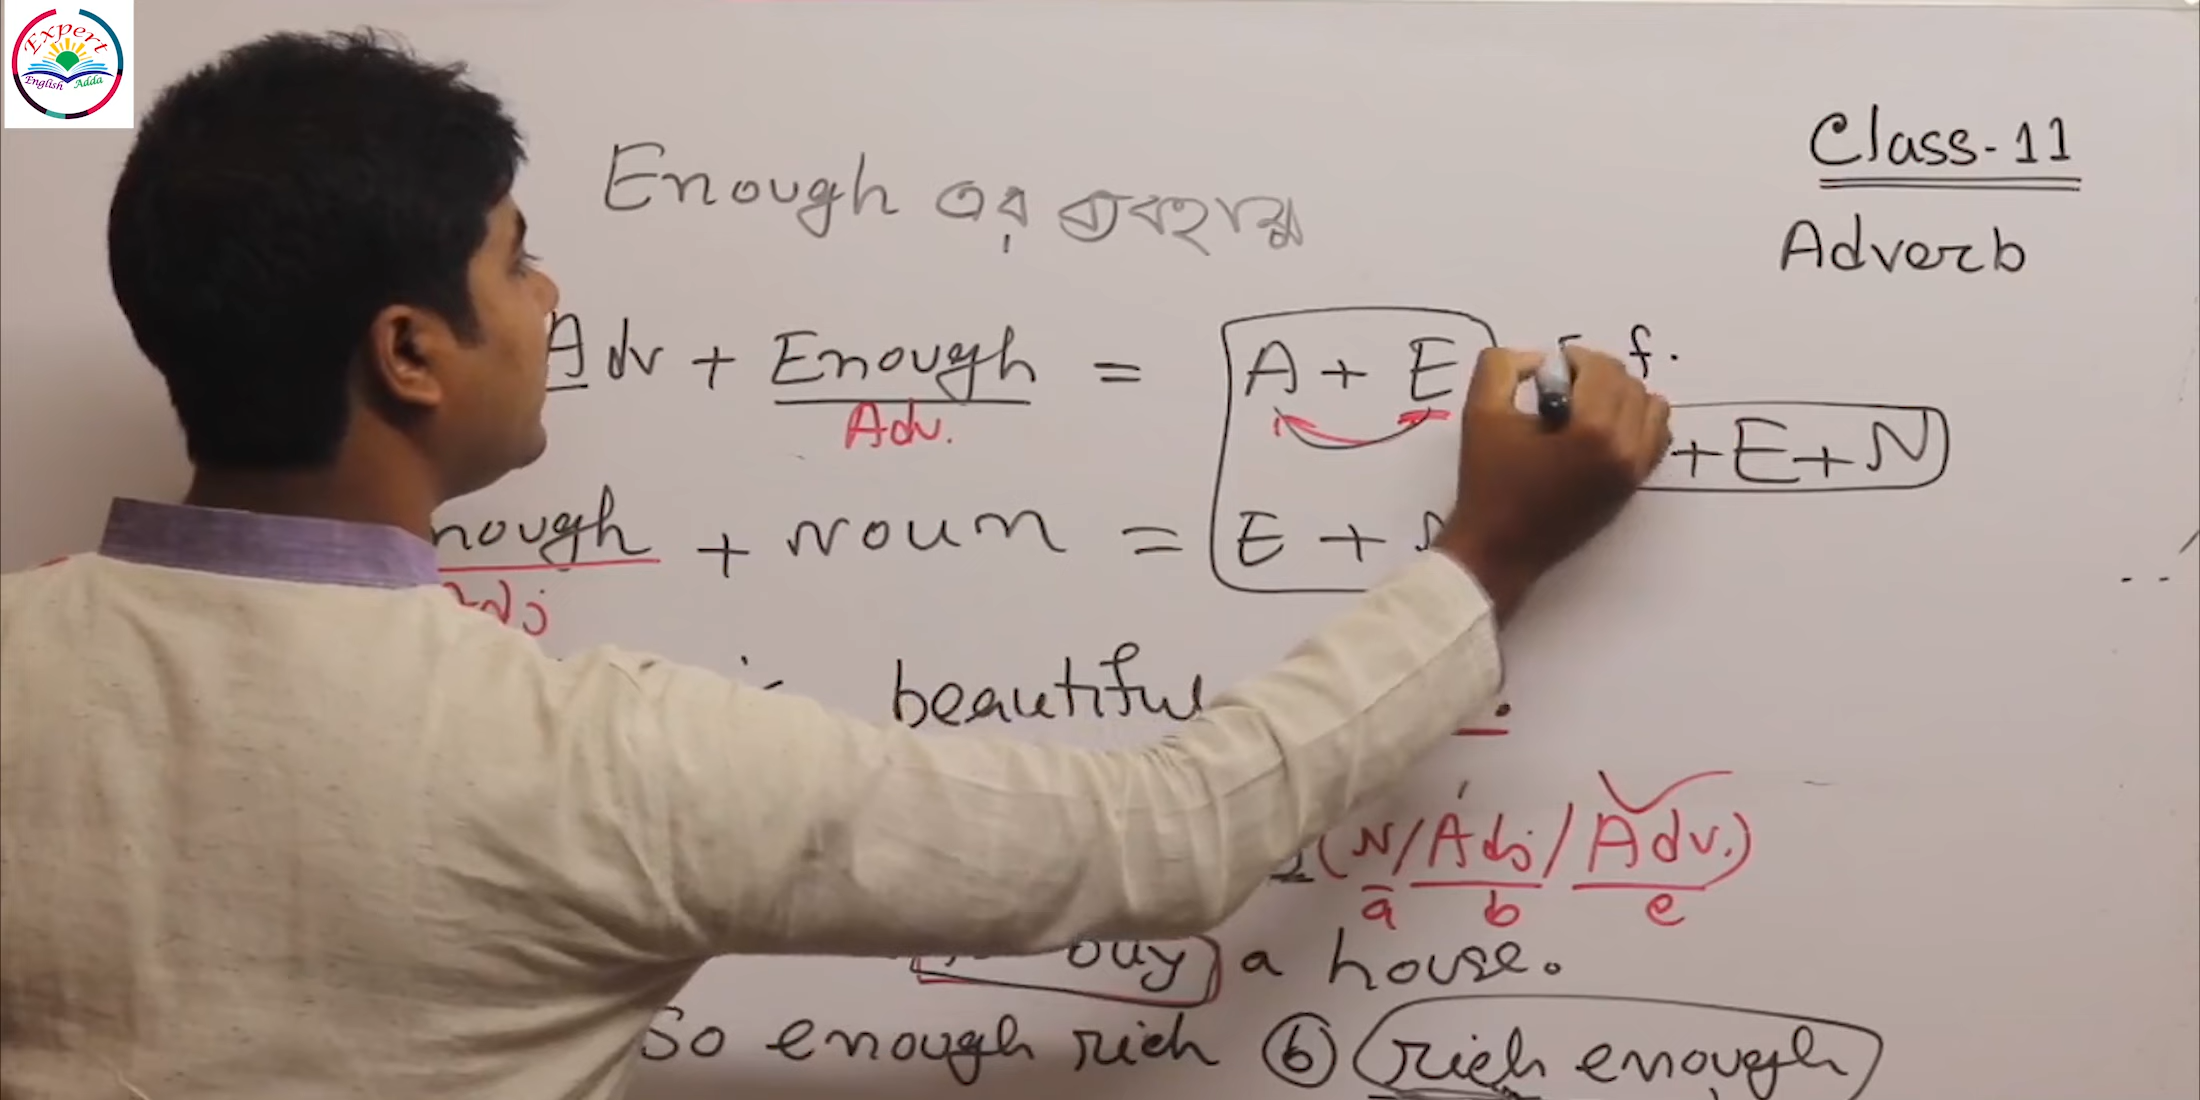 Expert
English Adda
Class-11
Enough এর ব্যবহার
Adverb
Adv + Enough = A + E
f.
Adv.
+ E + N
nough + noun = E +
Adj
beautiful
(N/Adj/Adv.)
a b c
buy a house.
So enough rich ⓑ rich enough